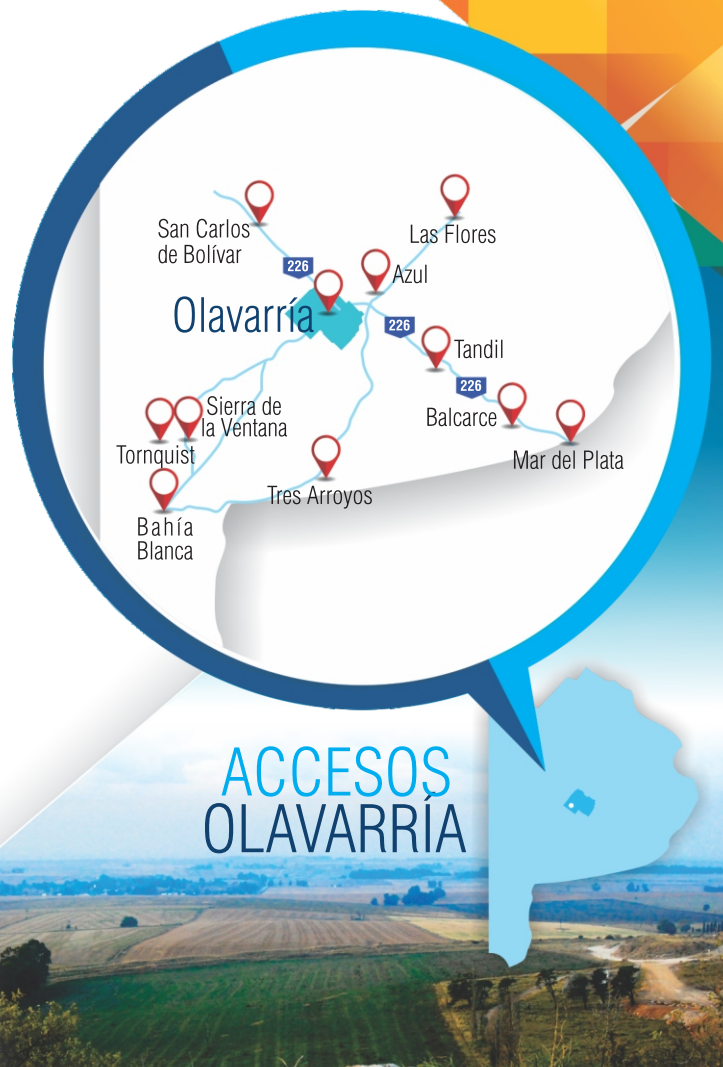 San Carlos
de Bolívar
Las Flores
226
Azul
Olavarría
226
Tandil
226
Sierra de
la Ventana
Balcarce
Tornquist
Mar del Plata
Tres Arroyos
Bahía
Blanca
ACCESOS
OLAVARRÍA